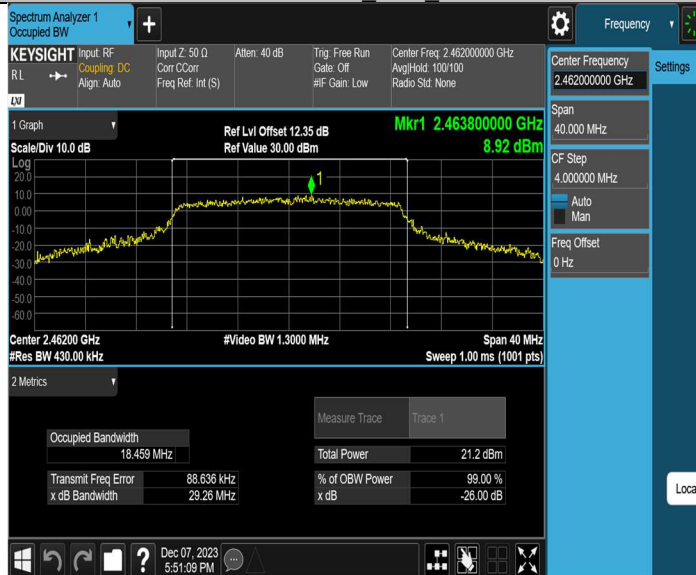 Spectrum Analyzer 1
Occupied BW
+
Frequency
KEYSIGHT
RL
LXI
Input: RF
Coupling: DC
Align: Auto
Input Z: 50 Ω
Corr CCorr
Freq Ref: Int (S)
Atten: 40 dB
Trig: Free Run
Gate: Off
#IF Gain: Low
Center Freq: 2.462000000 GHz
Avg|Hold: 100/100
Radio Std: None
Center Frequency
2.462000000 GHz
Settings
Span
40.000 MHz
CF Step
4.000000 MHz
Auto
Man
Freq Offset
0 Hz
1 Graph
Scale/Div 10.0 dB
Ref Lvl Offset 12.35 dB
Ref Value 30.00 dBm
Mkr1 2.463800000 GHz
8.92 dBm
Log
20.0
10.0
0.00
-10.0
-20.0
-30.0
-40.0
-50.0
-60.0
1
Center 2.46200 GHz
#Res BW 430.00 kHz
#Video BW 1.3000 MHz
Span 40 MHz
Sweep 1.00 ms (1001 pts)
2 Metrics
Measure Trace
Trace 1
Occupied Bandwidth
18.459 MHz
Total Power
21.2 dBm
Transmit Freq Error
88.636 kHz
% of OBW Power
99.00 %
x dB Bandwidth
29.26 MHz
x dB
-26.00 dB
Loca
?
Dec 07, 2023
5:51:09 PM